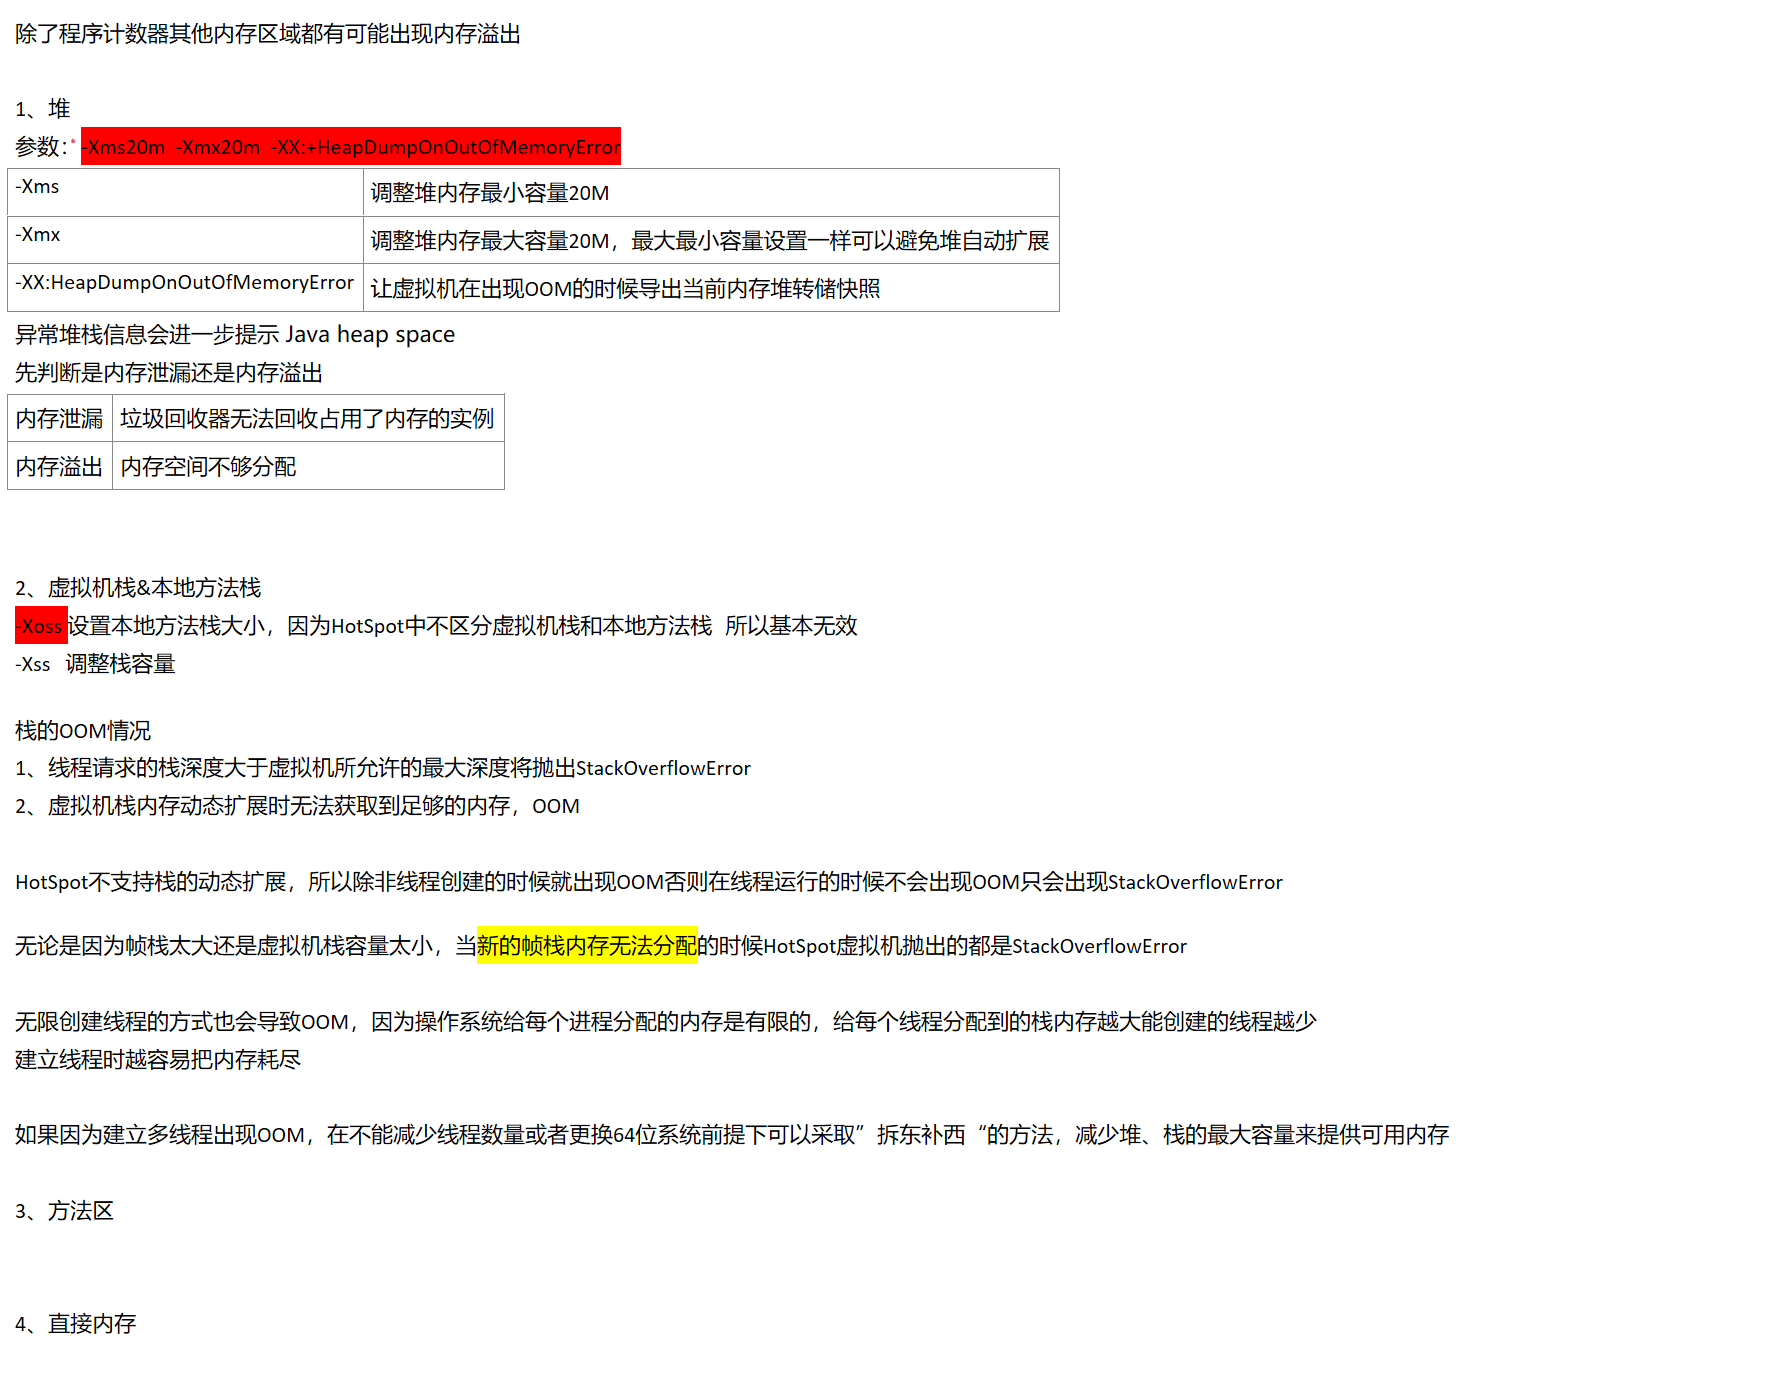 除了程序计数器其他内存区域都有可能出现内存溢出
1、堆
参数：-Xms20m -Xmx20m -XX:+HeapDumpOnOutOfMemoryError
-Xms 调整堆内存最小容量20M
-Xmx 调整堆内存最大容量20M，最大最小容量设置一样可以避免堆自动扩展
-XX:HeapDumpOnOutOfMemoryError 让虚拟机在出现OOM的时候导出当前内存堆转储快照
异常堆栈信息会进一步提示 Java heap space
先判断是内存泄漏还是内存溢出
内存泄漏 垃圾回收器无法回收占用了内存的实例
内存溢出 内存空间不够分配
2、虚拟机栈&本地方法栈
-Xoss 设置本地方法栈大小，因为HotSpot中不区分虚拟机栈和本地方法栈 所以基本无效
-Xss 调整栈容量
栈的OOM情况
1、线程请求的栈深度大于虚拟机所允许的最大深度将抛出StackOverflowError
2、虚拟机栈内存动态扩展时无法获取到足够的内存，OOM
HotSpot不支持栈的动态扩展，所以除非线程创建的时候就出现OOM否则在线程运行的时候不会出现OOM只会出现StackOverflowError
无论是因为帧栈太大还是虚拟机栈容量太小，当新的帧栈内存无法分配的时候HotSpot虚拟机抛出的都是StackOverflowError
无限创建线程的方式也会导致OOM，因为操作系统给每个进程分配的内存是有限的，给每个线程分配到的栈内存越大能创建的线程越少
建立线程时越容易把内存耗尽
如果因为建立多线程出现OOM，在不能减少线程数量或者更换64位系统前提下可以采取”拆东补西“的方法，减少堆、栈的最大容量来提供可用内存
3、方法区
4、直接内存